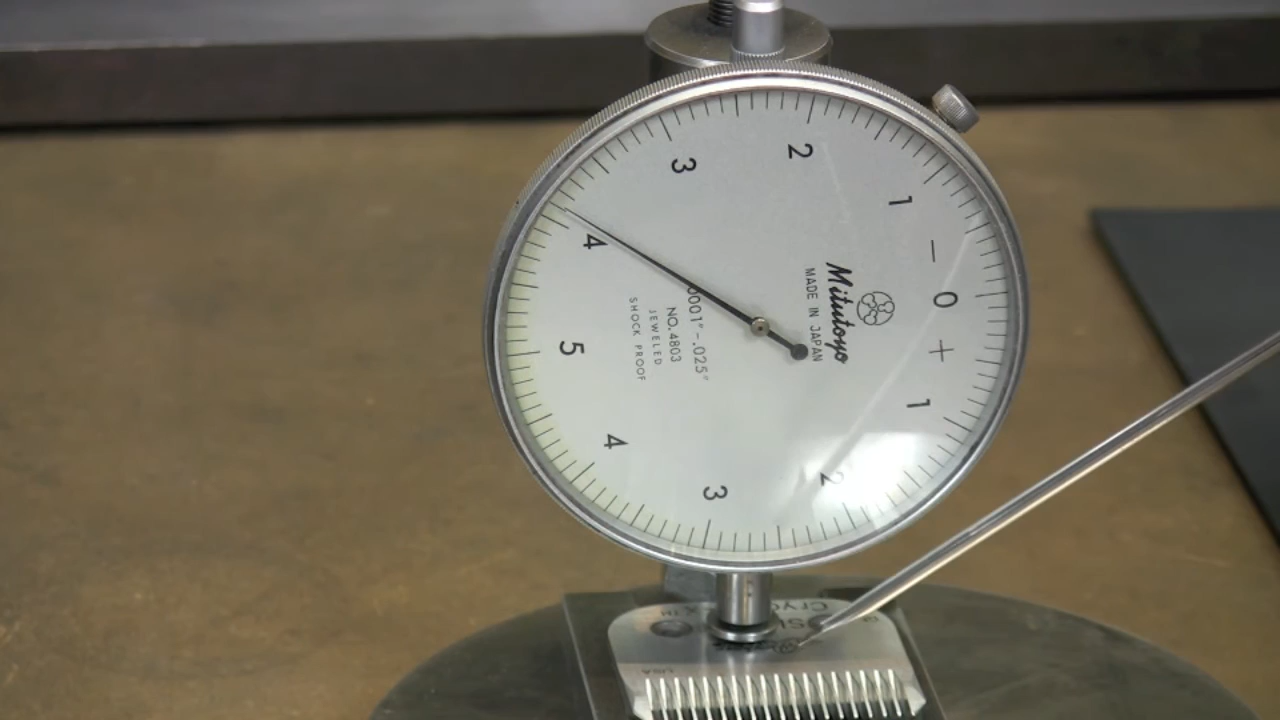 Mitutoyo
MADE IN JAPAN
.0001"-.025"
NO.4803
JEWELED
SHOCK PROOF
0
+
1
2
3
4
5
4
3
2
1
−
USA